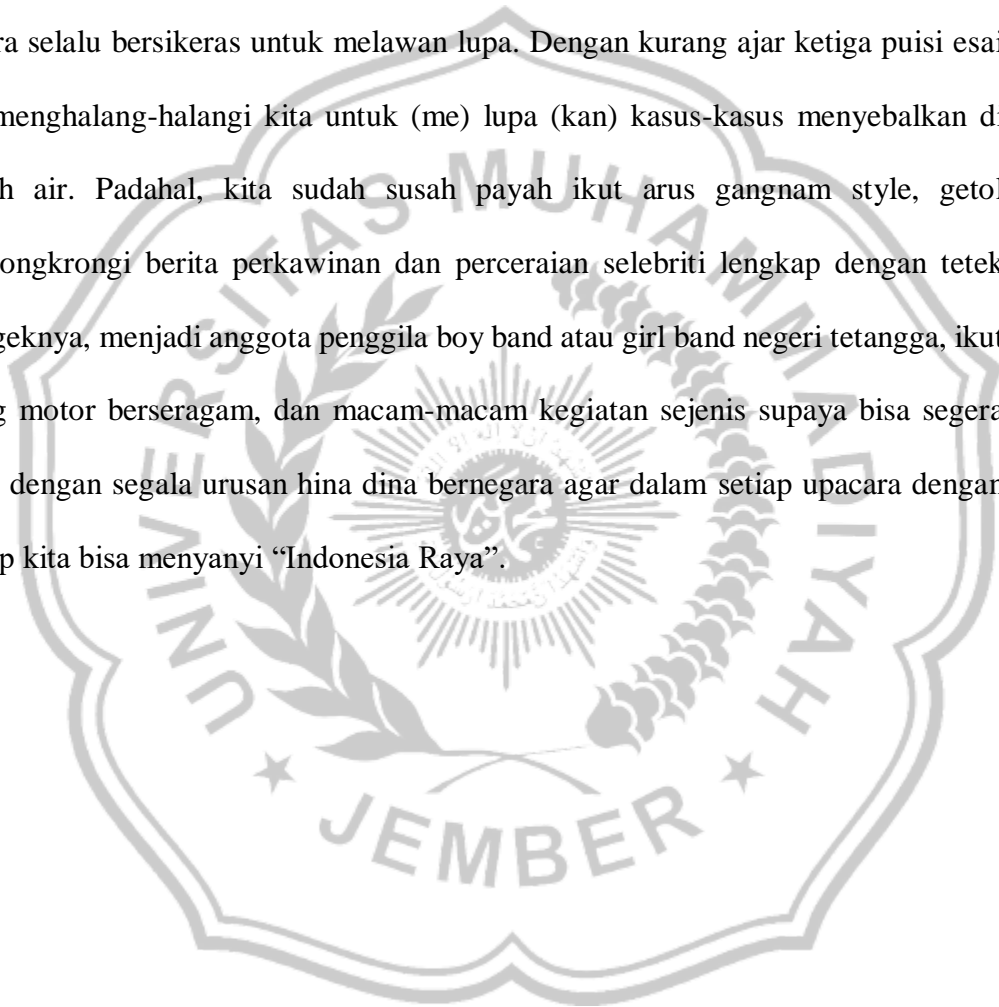 ra selalu bersikeras untuk melawan lupa. Dengan kurang ajar ketiga puisi esai
menghalang-halangi kita untuk (me) lupa (kan) kasus-kasus menyebalkan di
h air. Padahal, kita sudah susah payah ikut arus gangnam style, getol
ongkrongi berita perkawinan dan perceraian selebriti lengkap dengan tetek
geknya, menjadi anggota penggila boy band atau girl band negeri tetangga, ikut
g motor berseragam, dan macam-macam kegiatan sejenis supaya bisa segera
dengan segala urusan hina dina bernegara agar dalam setiap upacara dengan
p kita bisa menyanyi “Indonesia Raya”.
UNIVERSITAS MUHAMMADIYAH
JEMBER